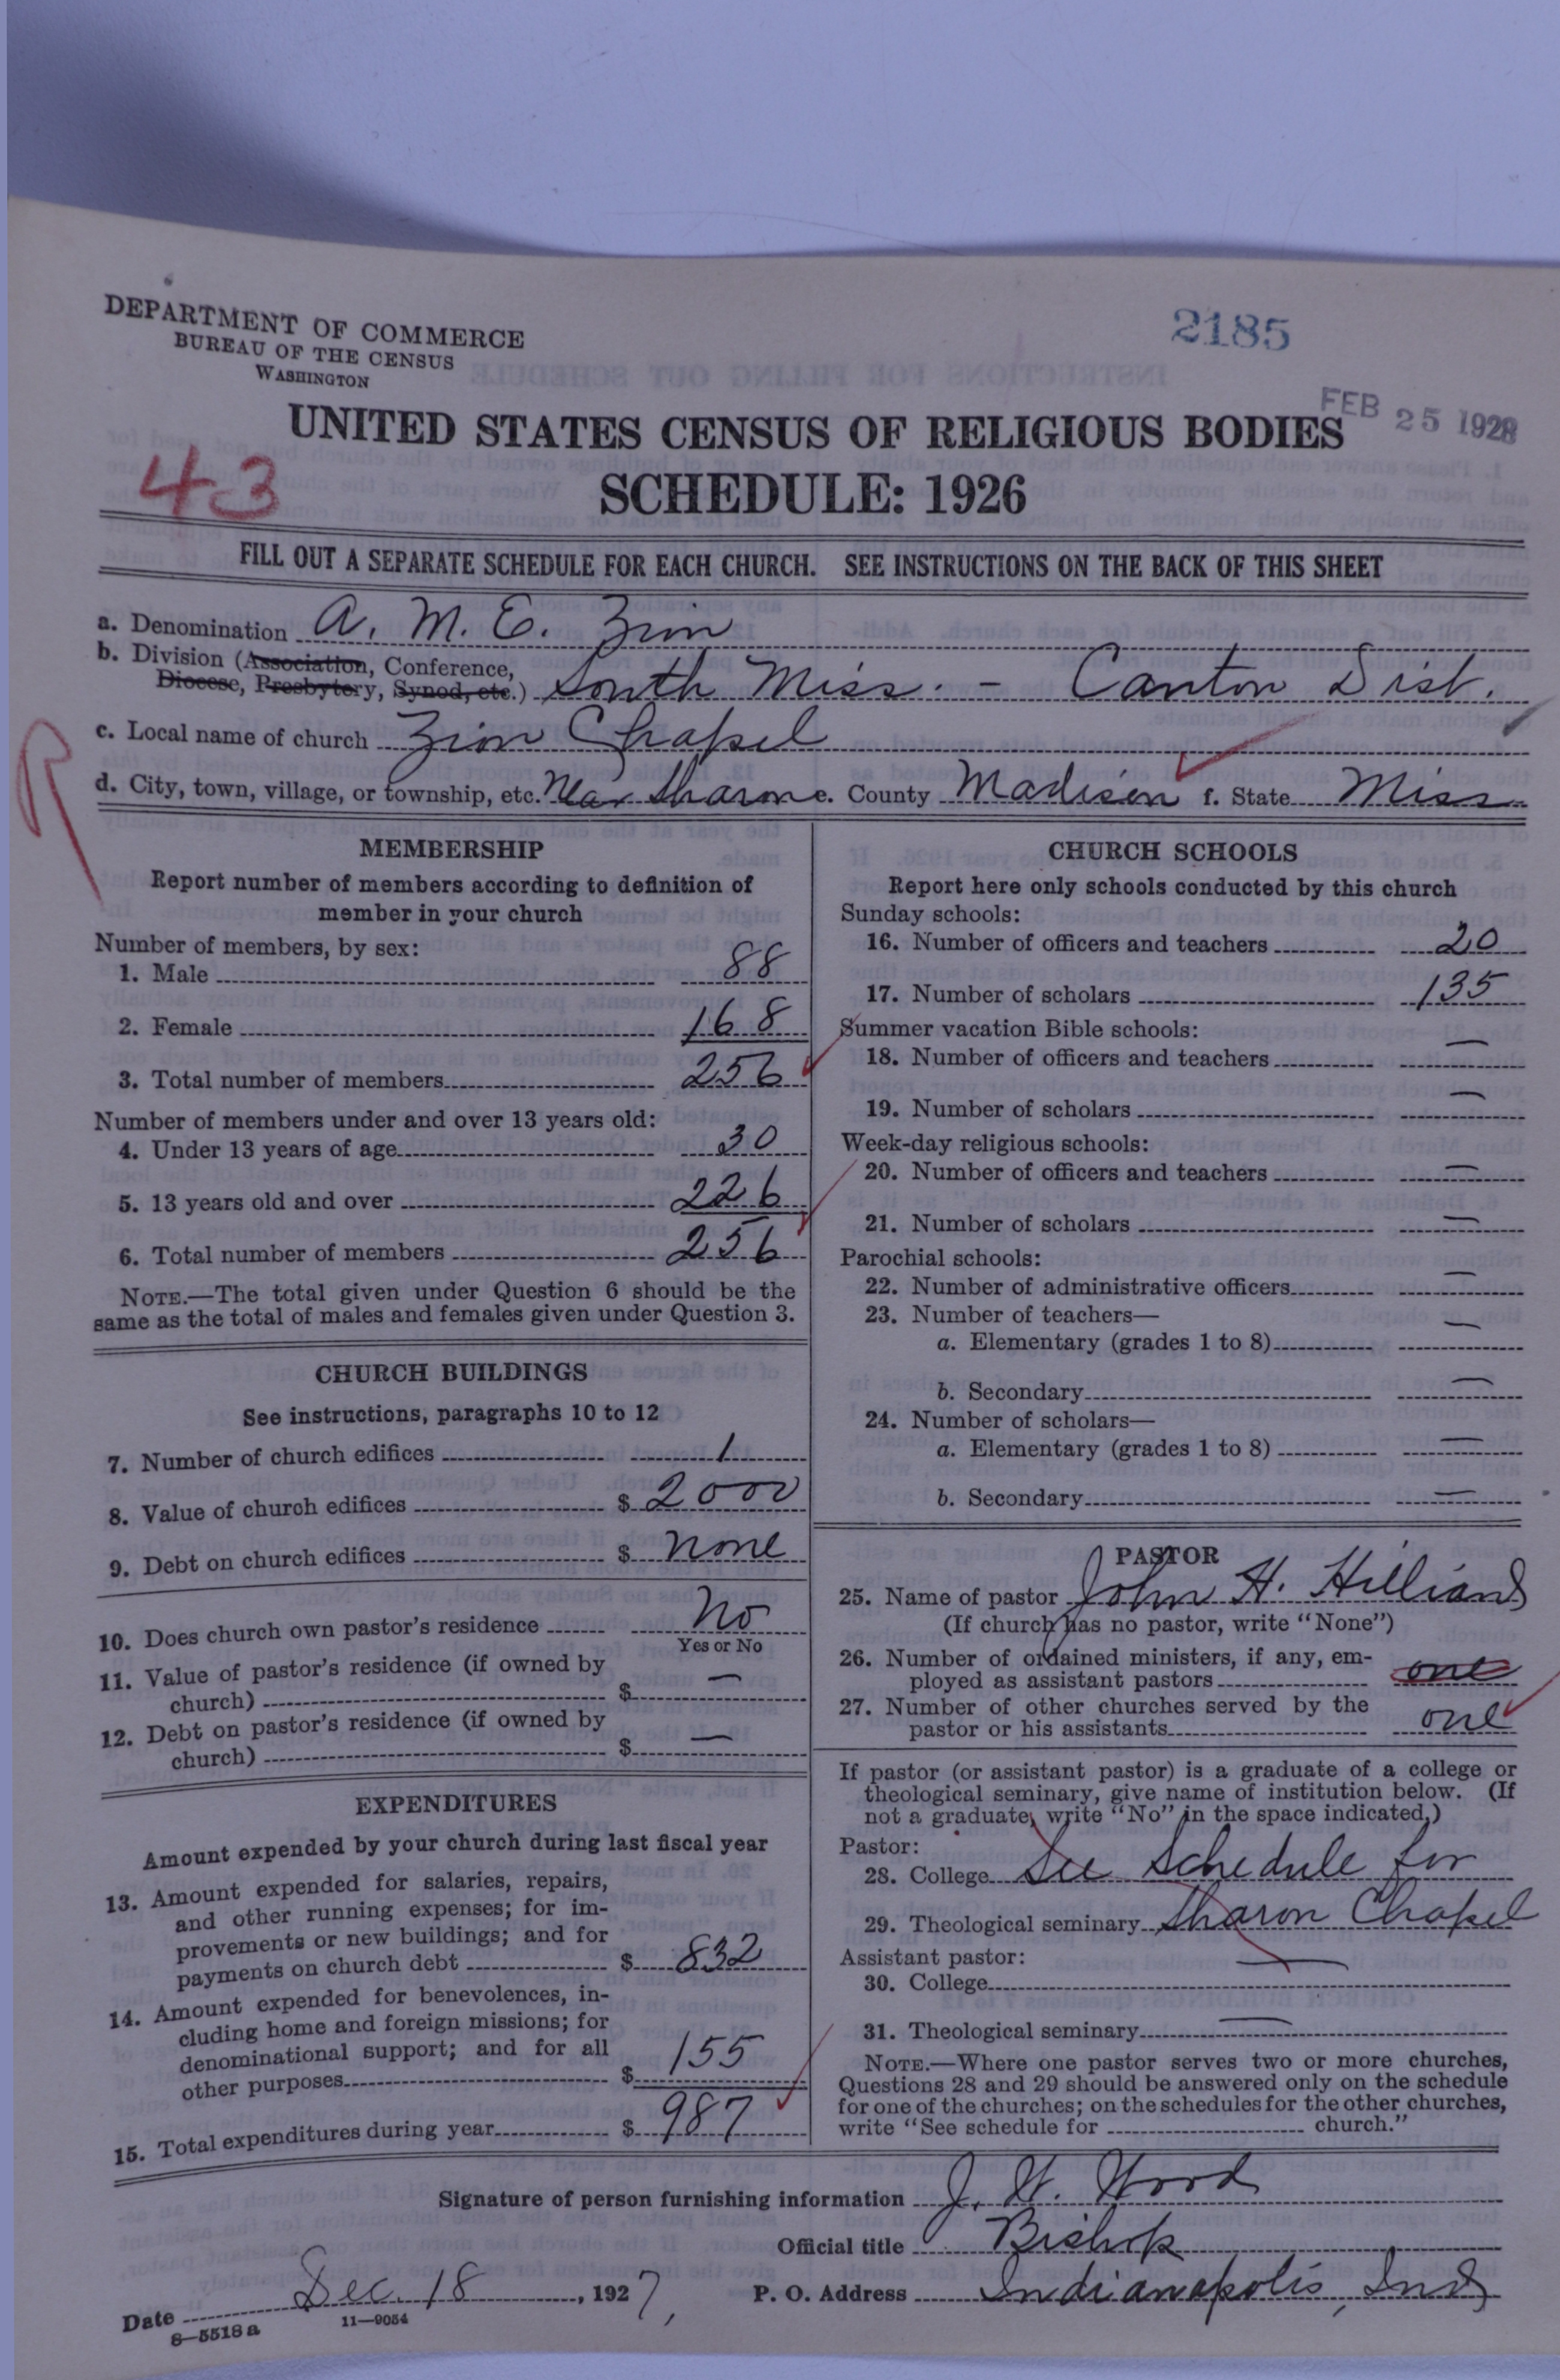 DEPARTMENT OF COMMERCE
BUREAU OF THE CENSUS
WASHINGTON
2185
FEB 25 1928
UNITED STATES CENSUS OF RELIGIOUS BODIES
SCHEDULE: 1926
43
FILL OUT A SEPARATE SCHEDULE FOR EACH CHURCH. SEE INSTRUCTIONS ON THE BACK OF THIS SHEET
a. Denomination A. M. E. Zion
b. Division (Association, Conference,
Diocese, Presbytery, Synod, etc.) South Miss. - Canton Dist.
c. Local name of church Zion Chapel
R
d. City, town, village, or township, etc. Near Sharon e. County Madison f. State Miss
MEMBERSHIP
Report number of members according to definition of
member in your church
Number of members, by sex:
1. Male 88
2. Female 168
3. Total number of members 256
Number of members under and over 13 years old:
4. Under 13 years of age 30
5. 13 years old and over 226
6. Total number of members 256
NOTE.—The total given under Question 6 should be the
same as the total of males and females given under Question 3.
CHURCH BUILDINGS
See instructions, paragraphs 10 to 12
7. Number of church edifices 1
8. Value of church edifices $ 2000
9. Debt on church edifices $ none
10. Does church own pastor's residence No
Yes or No
11. Value of pastor's residence (if owned by
church) $ —
12. Debt on pastor's residence (if owned by
church) $ —
EXPENDITURES
Amount expended by your church during last fiscal year
13. Amount expended for salaries, repairs,
and other running expenses; for im-
provements or new buildings; and for
payments on church debt $ 832
14. Amount expended for benevolences, in-
cluding home and foreign missions; for
denominational support; and for all
other purposes $ 155
15. Total expenditures during year $ 987
CHURCH SCHOOLS
Report here only schools conducted by this church
Sunday schools:
16. Number of officers and teachers 20
17. Number of scholars 135
Summer vacation Bible schools:
18. Number of officers and teachers —
19. Number of scholars —
Week-day religious schools:
20. Number of officers and teachers —
21. Number of scholars —
Parochial schools:
22. Number of administrative officers —
23. Number of teachers—
a. Elementary (grades 1 to 8) —
b. Secondary —
24. Number of scholars—
a. Elementary (grades 1 to 8) —
b. Secondary —
PASTOR
25. Name of pastor John H. Hilliard
(If church has no pastor, write "None")
26. Number of ordained ministers, if any, em-
ployed as assistant pastors one
27. Number of other churches served by the
pastor or his assistants one
If pastor (or assistant pastor) is a graduate of a college or
theological seminary, give name of institution below. (If
not a graduate, write "No" in the space indicated.)
Pastor:
28. College See Schedule for
29. Theological seminary Sharon Chapel
Assistant pastor:
30. College —
31. Theological seminary —
NOTE.—Where one pastor serves two or more churches,
Questions 28 and 29 should be answered only on the schedule
for one of the churches; on the schedules for the other churches,
write "See schedule for church."
Signature of person furnishing information J. W. Wood
Official title Bishop
Date Dec. 18, 1927, P. O. Address Indianapolis, Ind
8—5518 a 11—9054